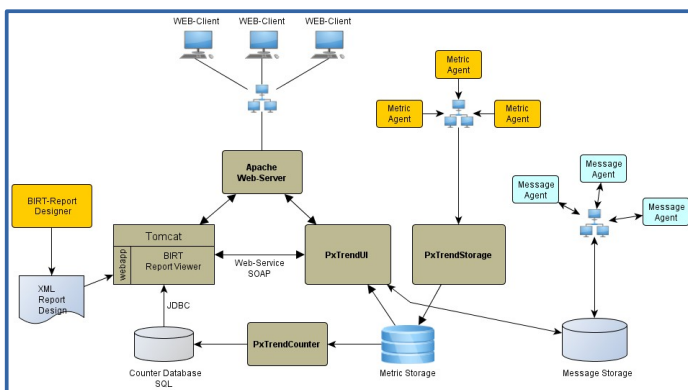 WEB-Client WEB-Client WEB-Client
Metric
Agent
Metric
Agent
Metric
Agent
Apache
Web-Server
Message
Agent
Message
Agent
Message
Agent
BIRT-Report
Designer
Tomcat
webapp
BIRT
Report Viewer
Web-Service
SOAP
PxTrendUI
PxTrendStorage
XML
Report
Design
JDBC
PxTrendCounter
Counter Database
SQL
Metric Storage
Message Storage